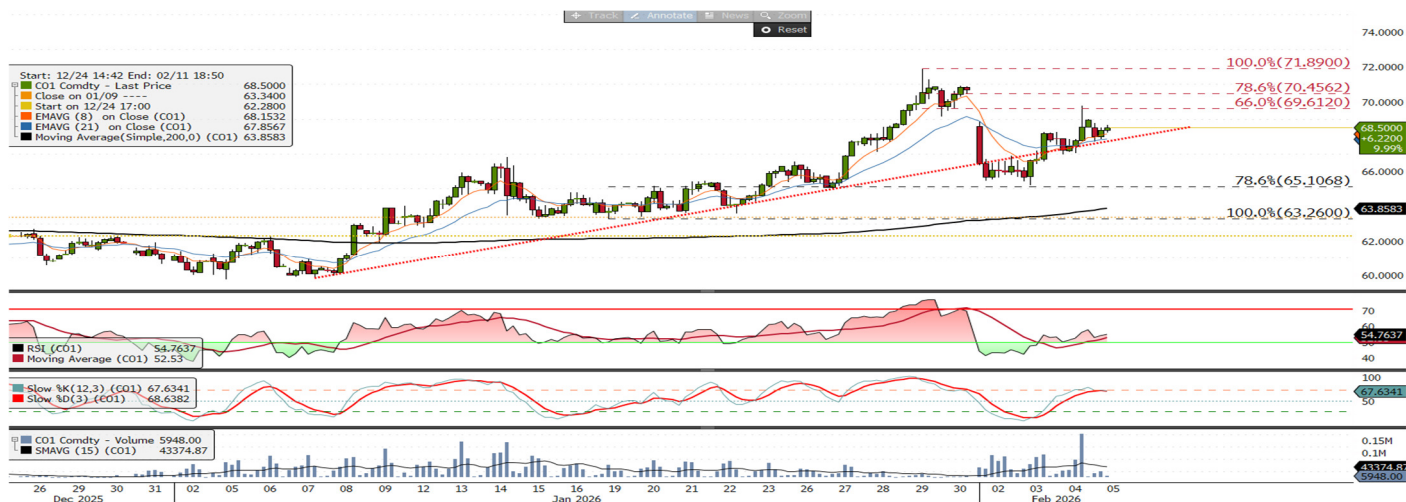 Track Annotate News Zoom
Reset
Start: 12/24 14:42 End: 02/11 18:50
CO1 Comdty - Last Price 68.5000
Close on 01/09 ---- 63.3400
Start on 12/24 17:00 62.2800
EMAVG (8) on Close (CO1) 68.1532
EMAVG (21) on Close (CO1) 67.8567
Moving Average(Simple,200,0) (CO1) 63.8583
74.0000
72.0000
100.0%(71.8900)
78.6%(70.4562)
70.0000
66.0%(69.6120)
68.5000
+6.2200
9.99%
66.0000
78.6%(65.1068)
63.8583
100.0%(63.2600)
62.0000
60.0000
70
60
54.7637
40
RSI (CO1) 54.7637
Moving Average (CO1) 52.53
100
67.6341
50
Slow %K(12,3) (CO1) 67.6341
Slow %D(3) (CO1) 68.6382
CO1 Comdty - Volume 5948.00
SMAVG (15) (CO1) 43374.87
0.15M
0.1M
43374.87
5948.00
26 29 30 31 02 05 06 07 08 09 12 13 14 15 16 19 20 21 22 23 26 27 28 29 30 02 03 04 05
Dec 2025 Jan 2026 Feb 2026